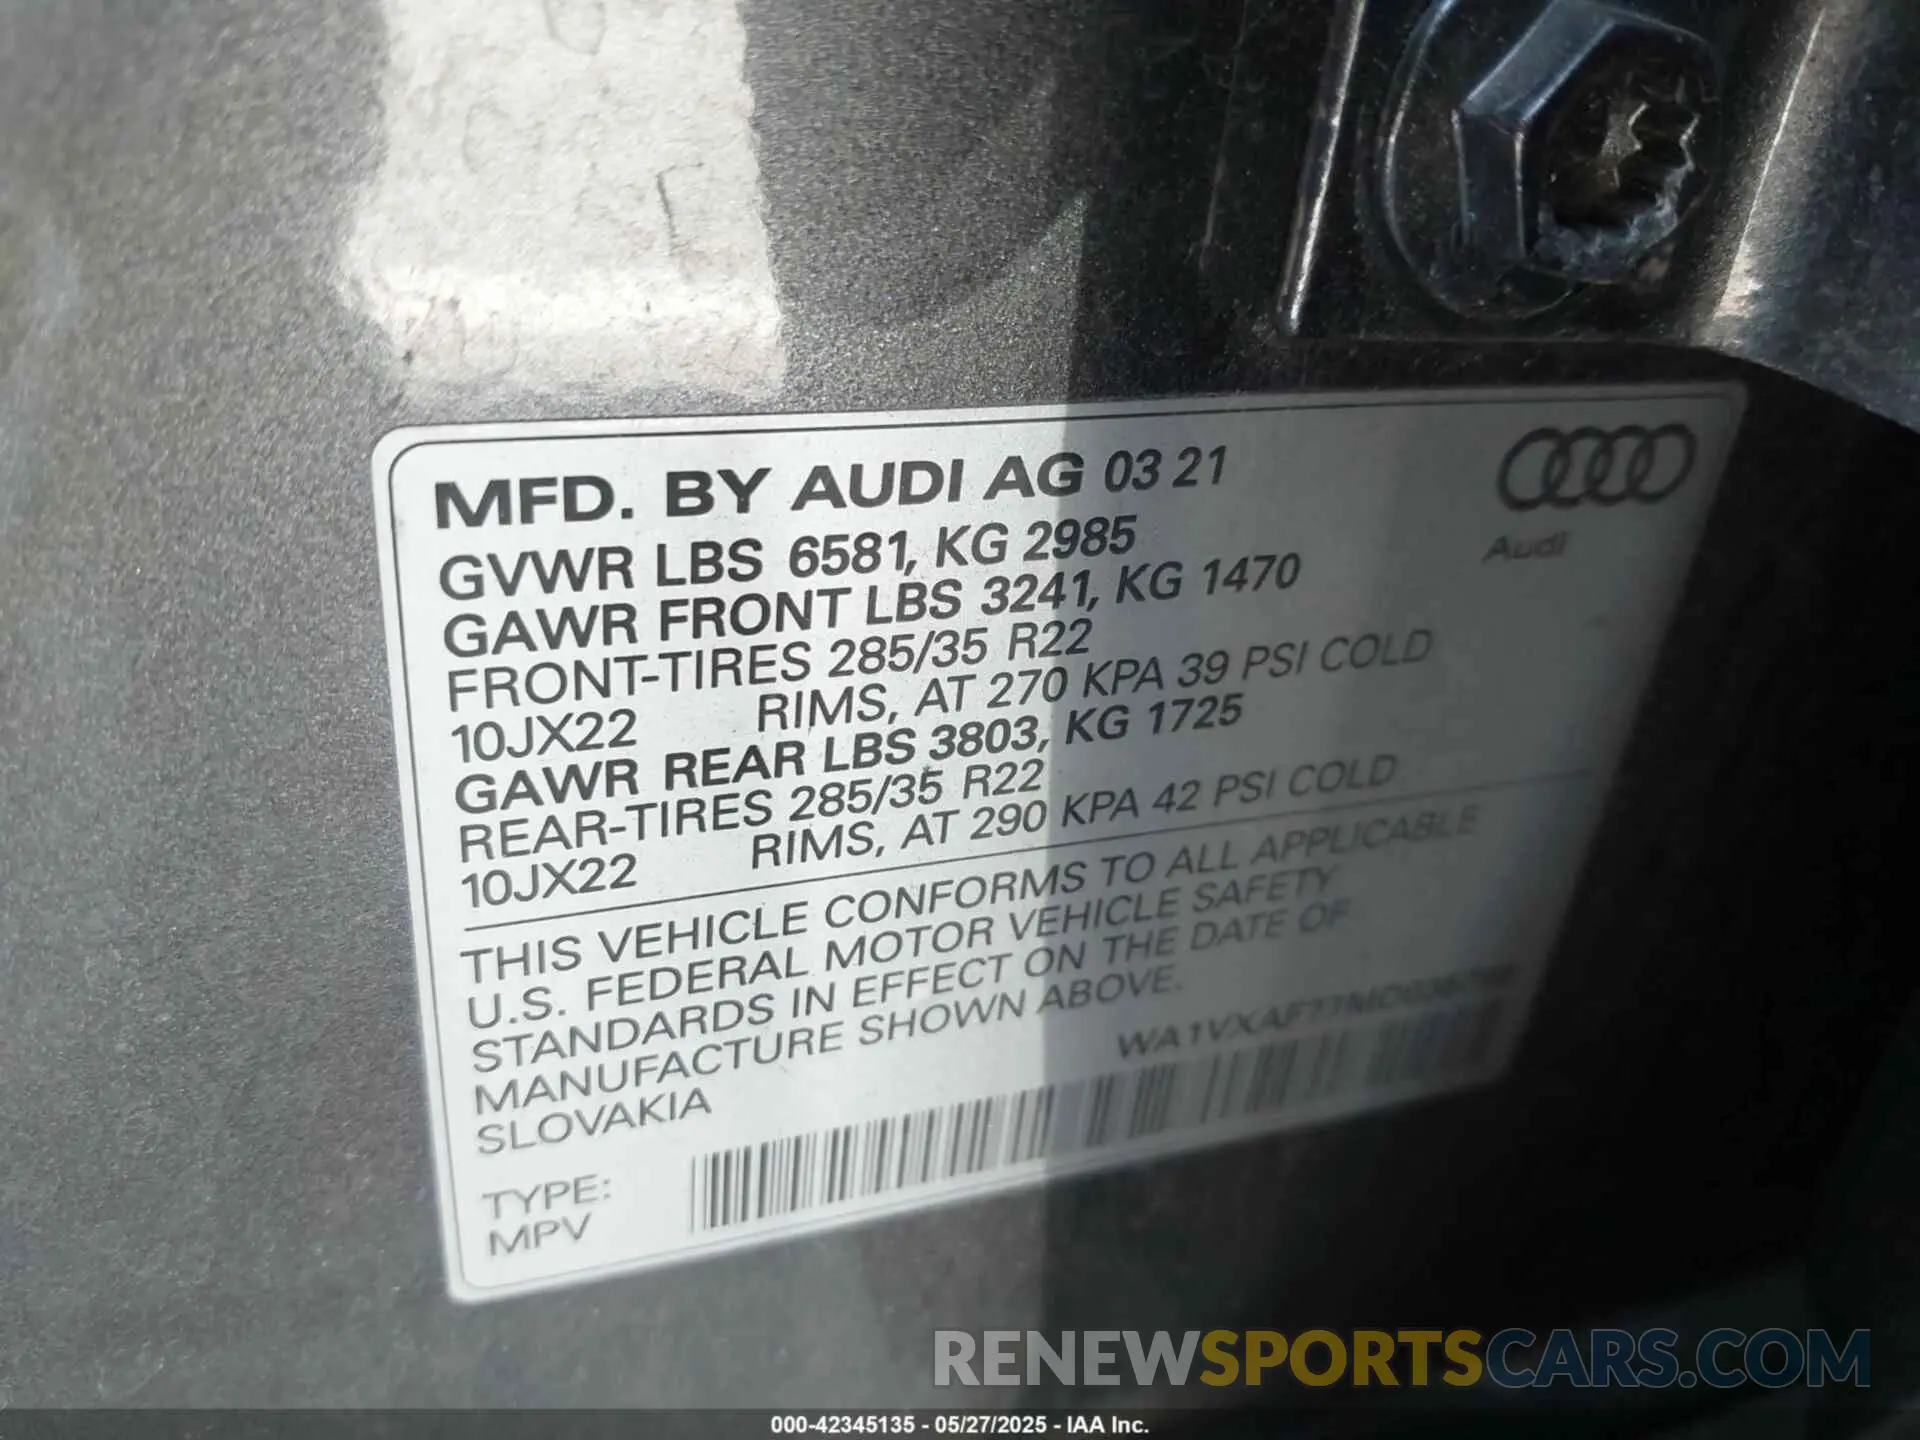 MFD. BY AUDI AG 03 21
Audi
GVWR LBS 6581, KG 2985
GAWR FRONT LBS 3241, KG 1470
FRONT-TIRES 285/35 R22
10JX22 RIMS, AT 270 KPA 39 PSI COLD
GAWR REAR LBS 3803, KG 1725
REAR-TIRES 285/35 R22
10JX22 RIMS, AT 290 KPA 42 PSI COLD
THIS VEHICLE CONFORMS TO ALL APPLICABLE
U.S. FEDERAL MOTOR VEHICLE SAFETY
STANDARDS IN EFFECT ON THE DATE OF
MANUFACTURE SHOWN ABOVE.
SLOVAKIA
TYPE:
MPV
RENEWSPORTSCARS.COM
000-42345135 - 05/27/2025 - IAA Inc.